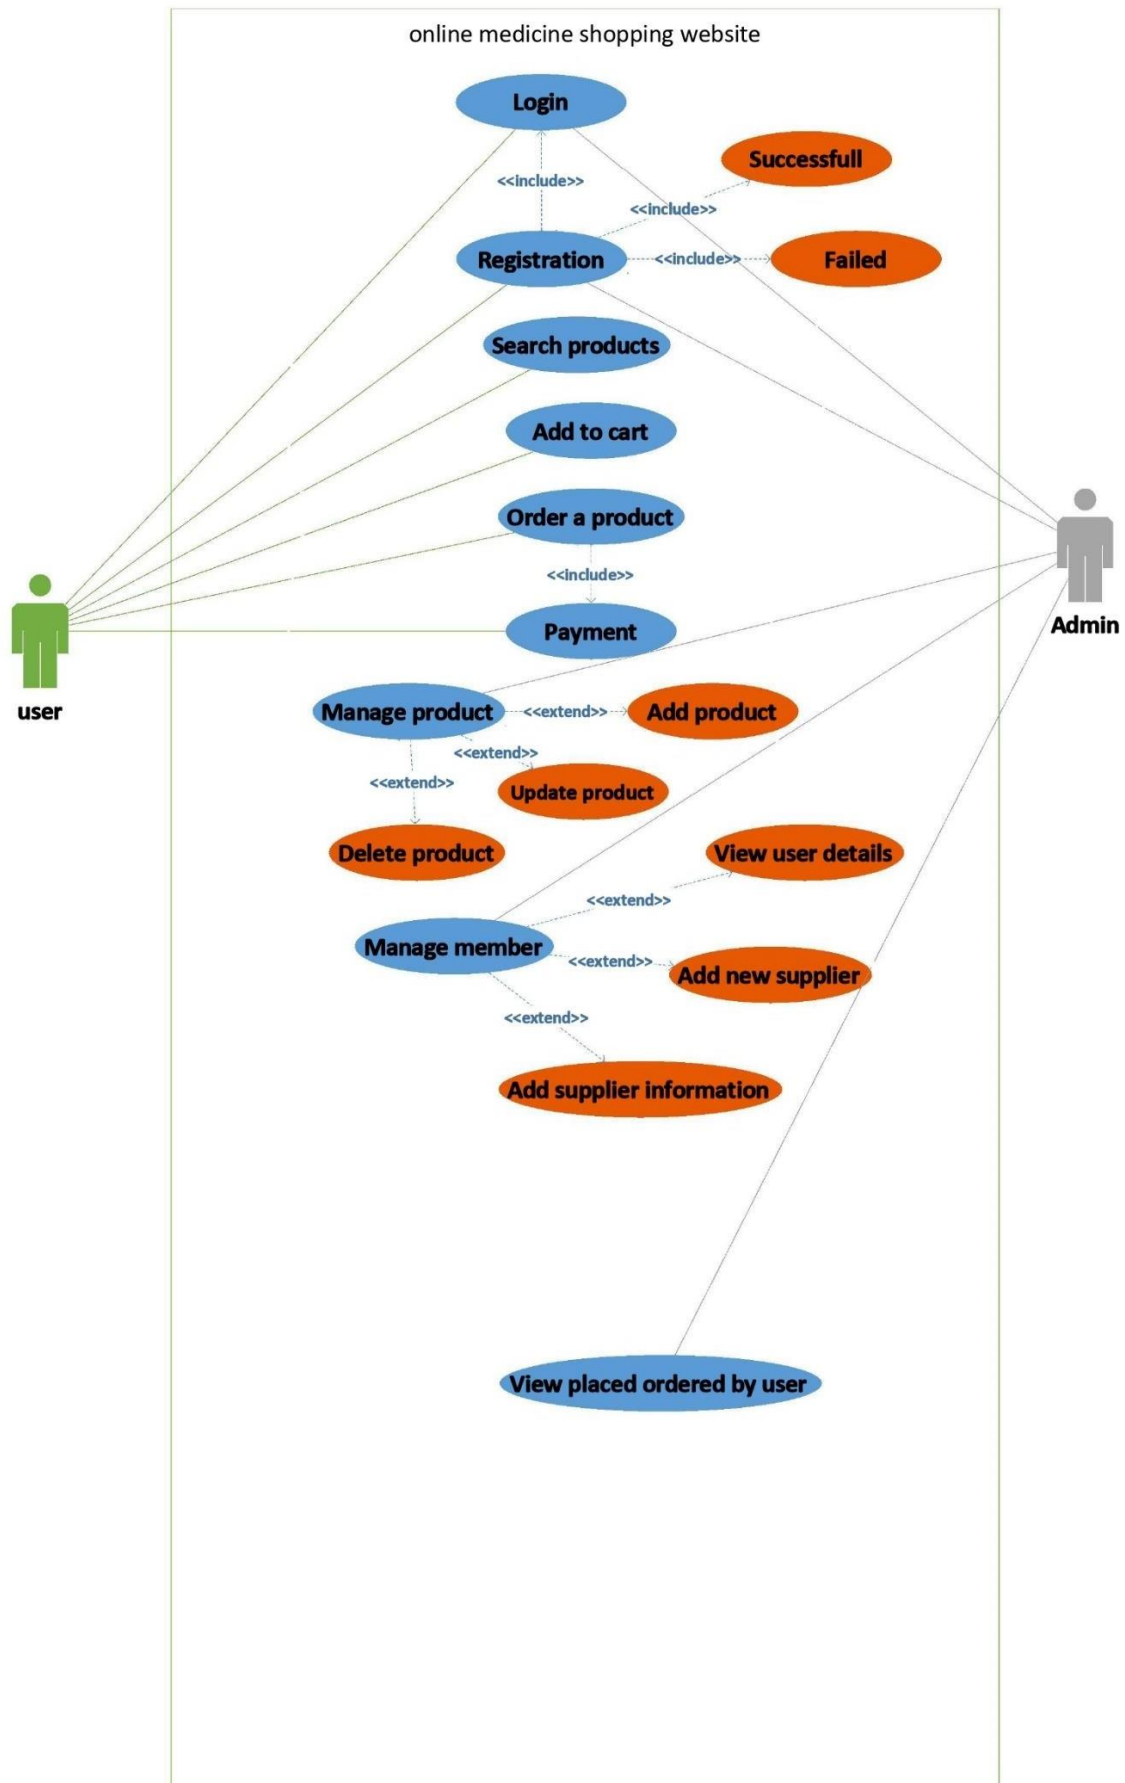 online medicine shopping website
Login
Successfull
<<include>>
<<include>>
Registration
<<include>>
Failed
Search products
Add to cart
Order a product
<<include>>
Payment
Admin
user
Manage product
<<extend>>
Add product
<<extend>>
<<extend>>
Update product
Delete product
View user details
<<extend>>
Manage member
<<extend>>
Add new supplier
<<extend>>
Add supplier information
View placed ordered by user